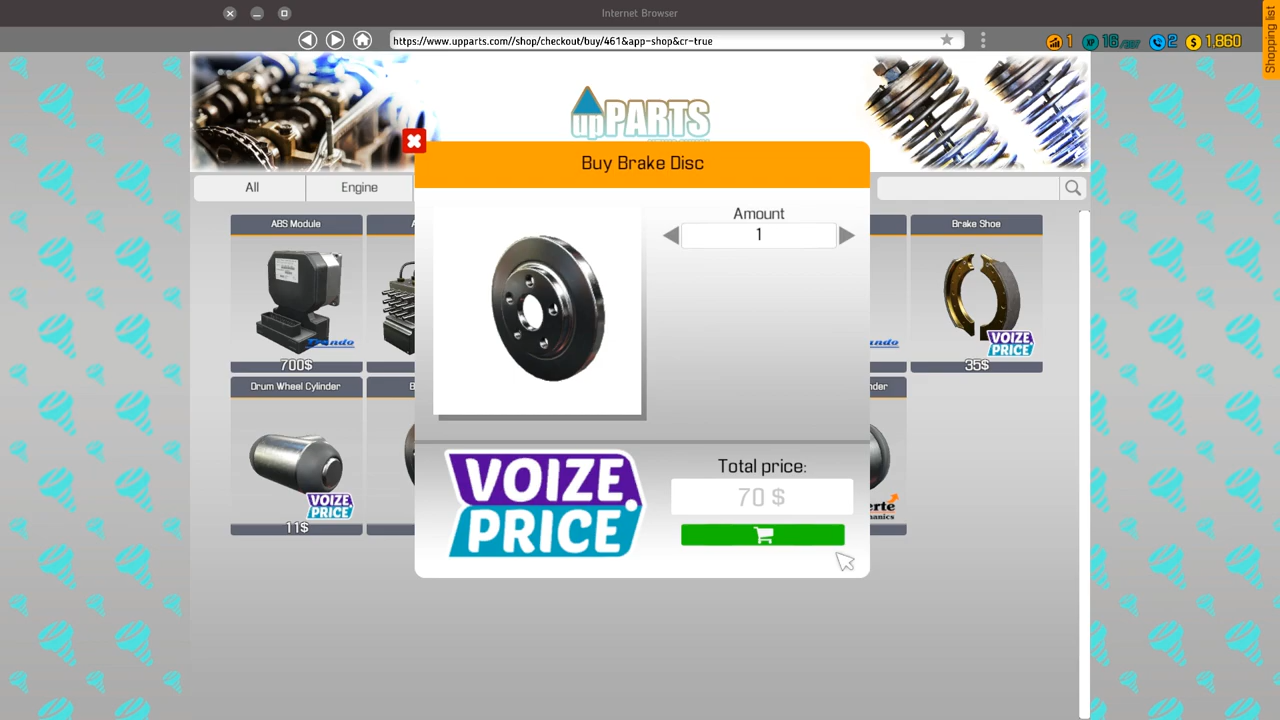 Internet Browser
https://www.upparts.com//shop/checkout/buy/461&app-shop&cr-true
1
XP 16
2
$ 1,860
Shopping list
upPARTS
Buy Brake Disc
All
Engine
Amount
1
ABS Module
700$
Brake Shoe
VOIZE. PRICE
35$
Drum Wheel Cylinder
VOIZE. PRICE
11$
VOIZE.
PRICE
Total price:
70 $